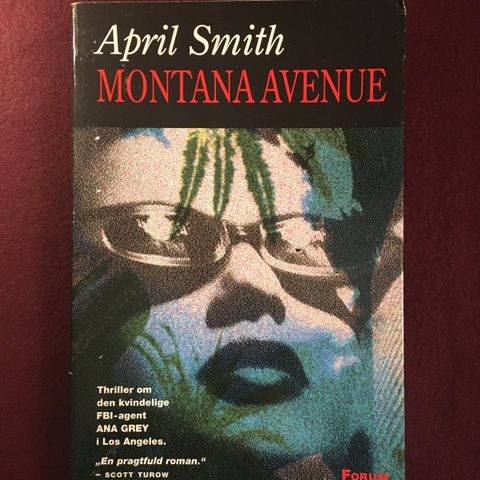 April Smith
MONTANA AVENUE
Thriller om
den kvindelige
FBI-agent
ANA GREY
i Los Angeles.
„En pragtfuld roman.“
– SCOTT TUROW
FORUM